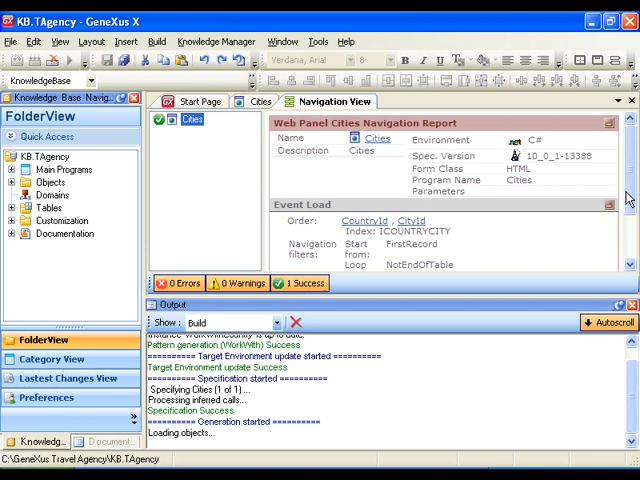 KB.TAgency - GeneXus X
File Edit View Layout Insert Build Knowledge Manager Window Tools Help
Verdana, Arial 8
KnowledgeBase
Knowledge Base Navig...
Start Page Cities Navigation View
FolderView
Quick Access
KB.TAgency
Main Programs
Objects
Domains
Tables
Customization
Documentation
FolderView
Category View
Lastest Changes View
Preferences
Knowledg... Document...
Cities
Web Panel Cities Navigation Report
Name Cities
Description Cities
Environment C#
Spec. Version 10_0_1-13388
Form Class HTML
Program Name Cities
Parameters
Event Load
Order: CountryId , CityId
Index: ICOUNTRYCITY
Navigation filters: Start from: FirstRecord
Loop NotEndOfTable
0 Errors 0 Warnings 1 Success
Output
Show : Build Autoscroll
Pattern generation (WorkWith) Success
========== Target Environment update started ==========
Target Environment update Success
========== Specification started ==========
Specifying Cities (1 of 1) ...
Processing inferred calls...
Specification Success
========== Generation started ==========
Loading objects...
C:\GeneXus Travel Agency\KB.TAgency